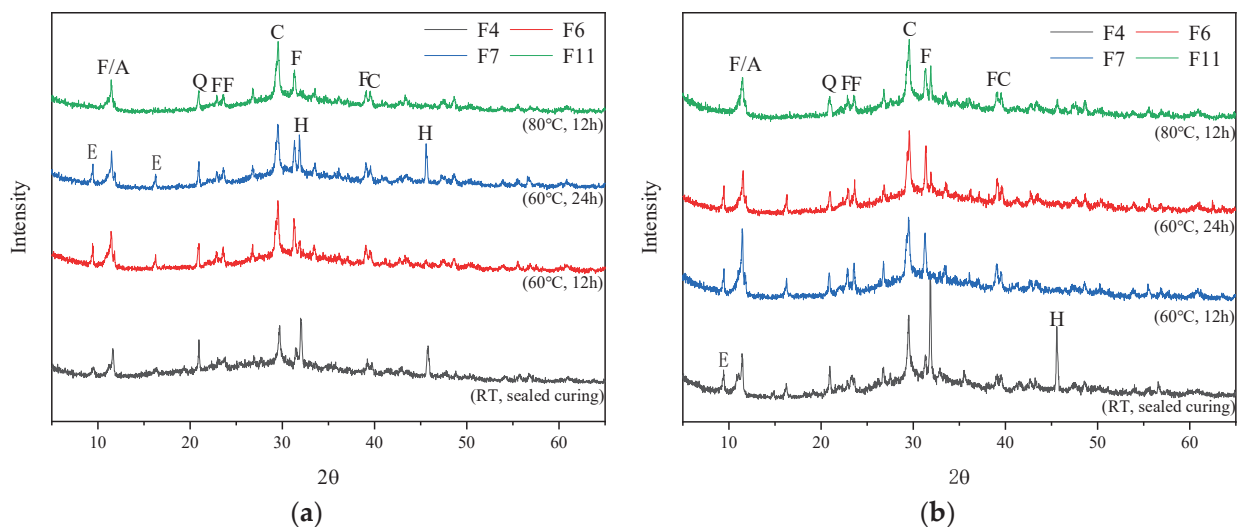 F4 F6
F7 F11
C
F/A
F
Q
F
F
F
C
(80℃, 12h)
H
H
E
E
(60℃, 24h)
(60℃, 12h)
(RT, sealed curing)
Intensity
10 20 30 40 50 60
2θ
(a)
F4 F6
F7 F11
C
F/A
F
Q
F
F
F
C
(80℃, 12h)
(60℃, 24h)
(60℃, 12h)
H
E
(RT, sealed curing)
Intensity
10 20 30 40 50 60
2θ
(b)